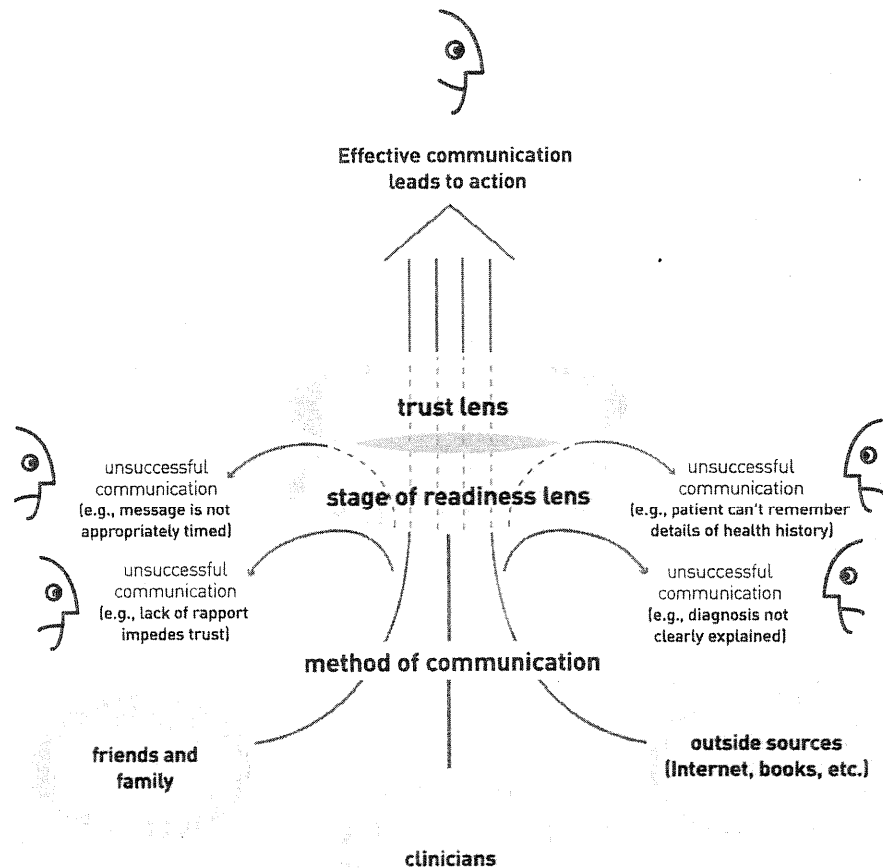 Effective communication
leads to action
trust lens
stage of readiness lens
unsuccessful
communication
(e.g., message is not
appropriately timed)
unsuccessful
communication
(e.g., patient can't remember
details of health history)
unsuccessful
communication
(e.g., lack of rapport
impedes trust)
unsuccessful
communication
(e.g., diagnosis not
clearly explained)
method of communication
friends and
family
outside sources
(Internet, books, etc.)
clinicians